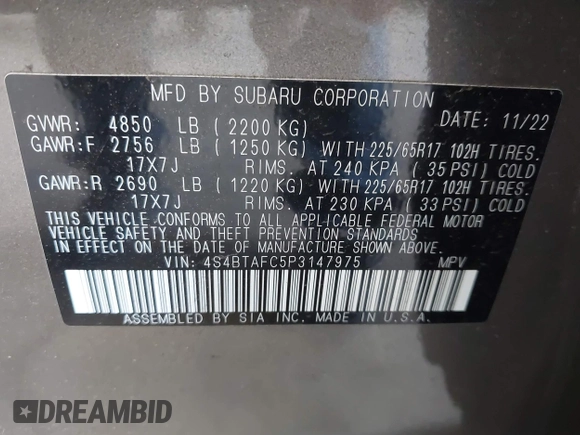 MFD BY SUBARU CORPORATION
GVWR: 4850 LB ( 2200 KG) DATE: 11/22
GAWR:F 2756 LB ( 1250 KG) WITH 225/65R17 102H TIRES.
17X7J RIMS. AT 240 KPA ( 35 PSI) COLD
GAWR:R 2690 LB ( 1220 KG) WITH 225/65R17 102H TIRES.
17X7J RIMS. AT 230 KPA ( 33 PSI) COLD
THIS VEHICLE CONFORMS TO ALL APPLICABLE FEDERAL MOTOR
VEHICLE SAFETY AND THEFT PREVENTION STANDARDS
IN EFFECT ON THE DATE OF MANUFACTURE SHOWN ABOVE.
VIN: 4S4BTAFC5P3147975 MPV
ASSEMBLED BY SIA INC. MADE IN U.S.A.
DREAMBID